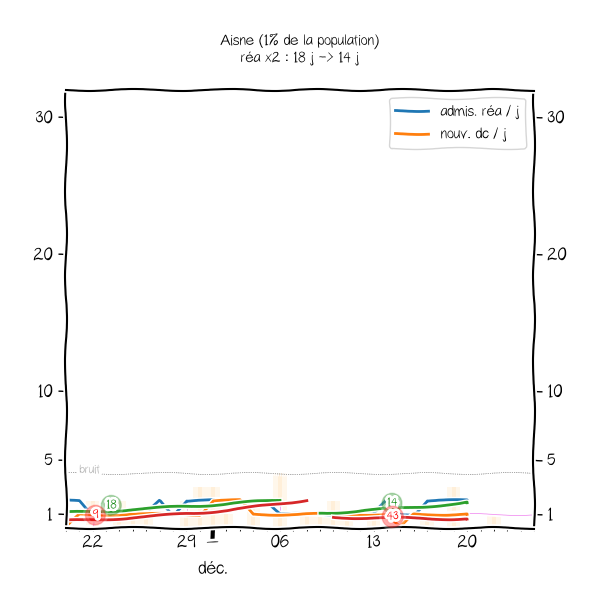 Aisne (1% de la population)
réa x2 : 18 j -> 14 j
admis. réa / j
nouv. dc / j
30 30
20 20
10 10
5 5
bruit
18 14
43
1 1
22 29 1 06 13 20
déc.